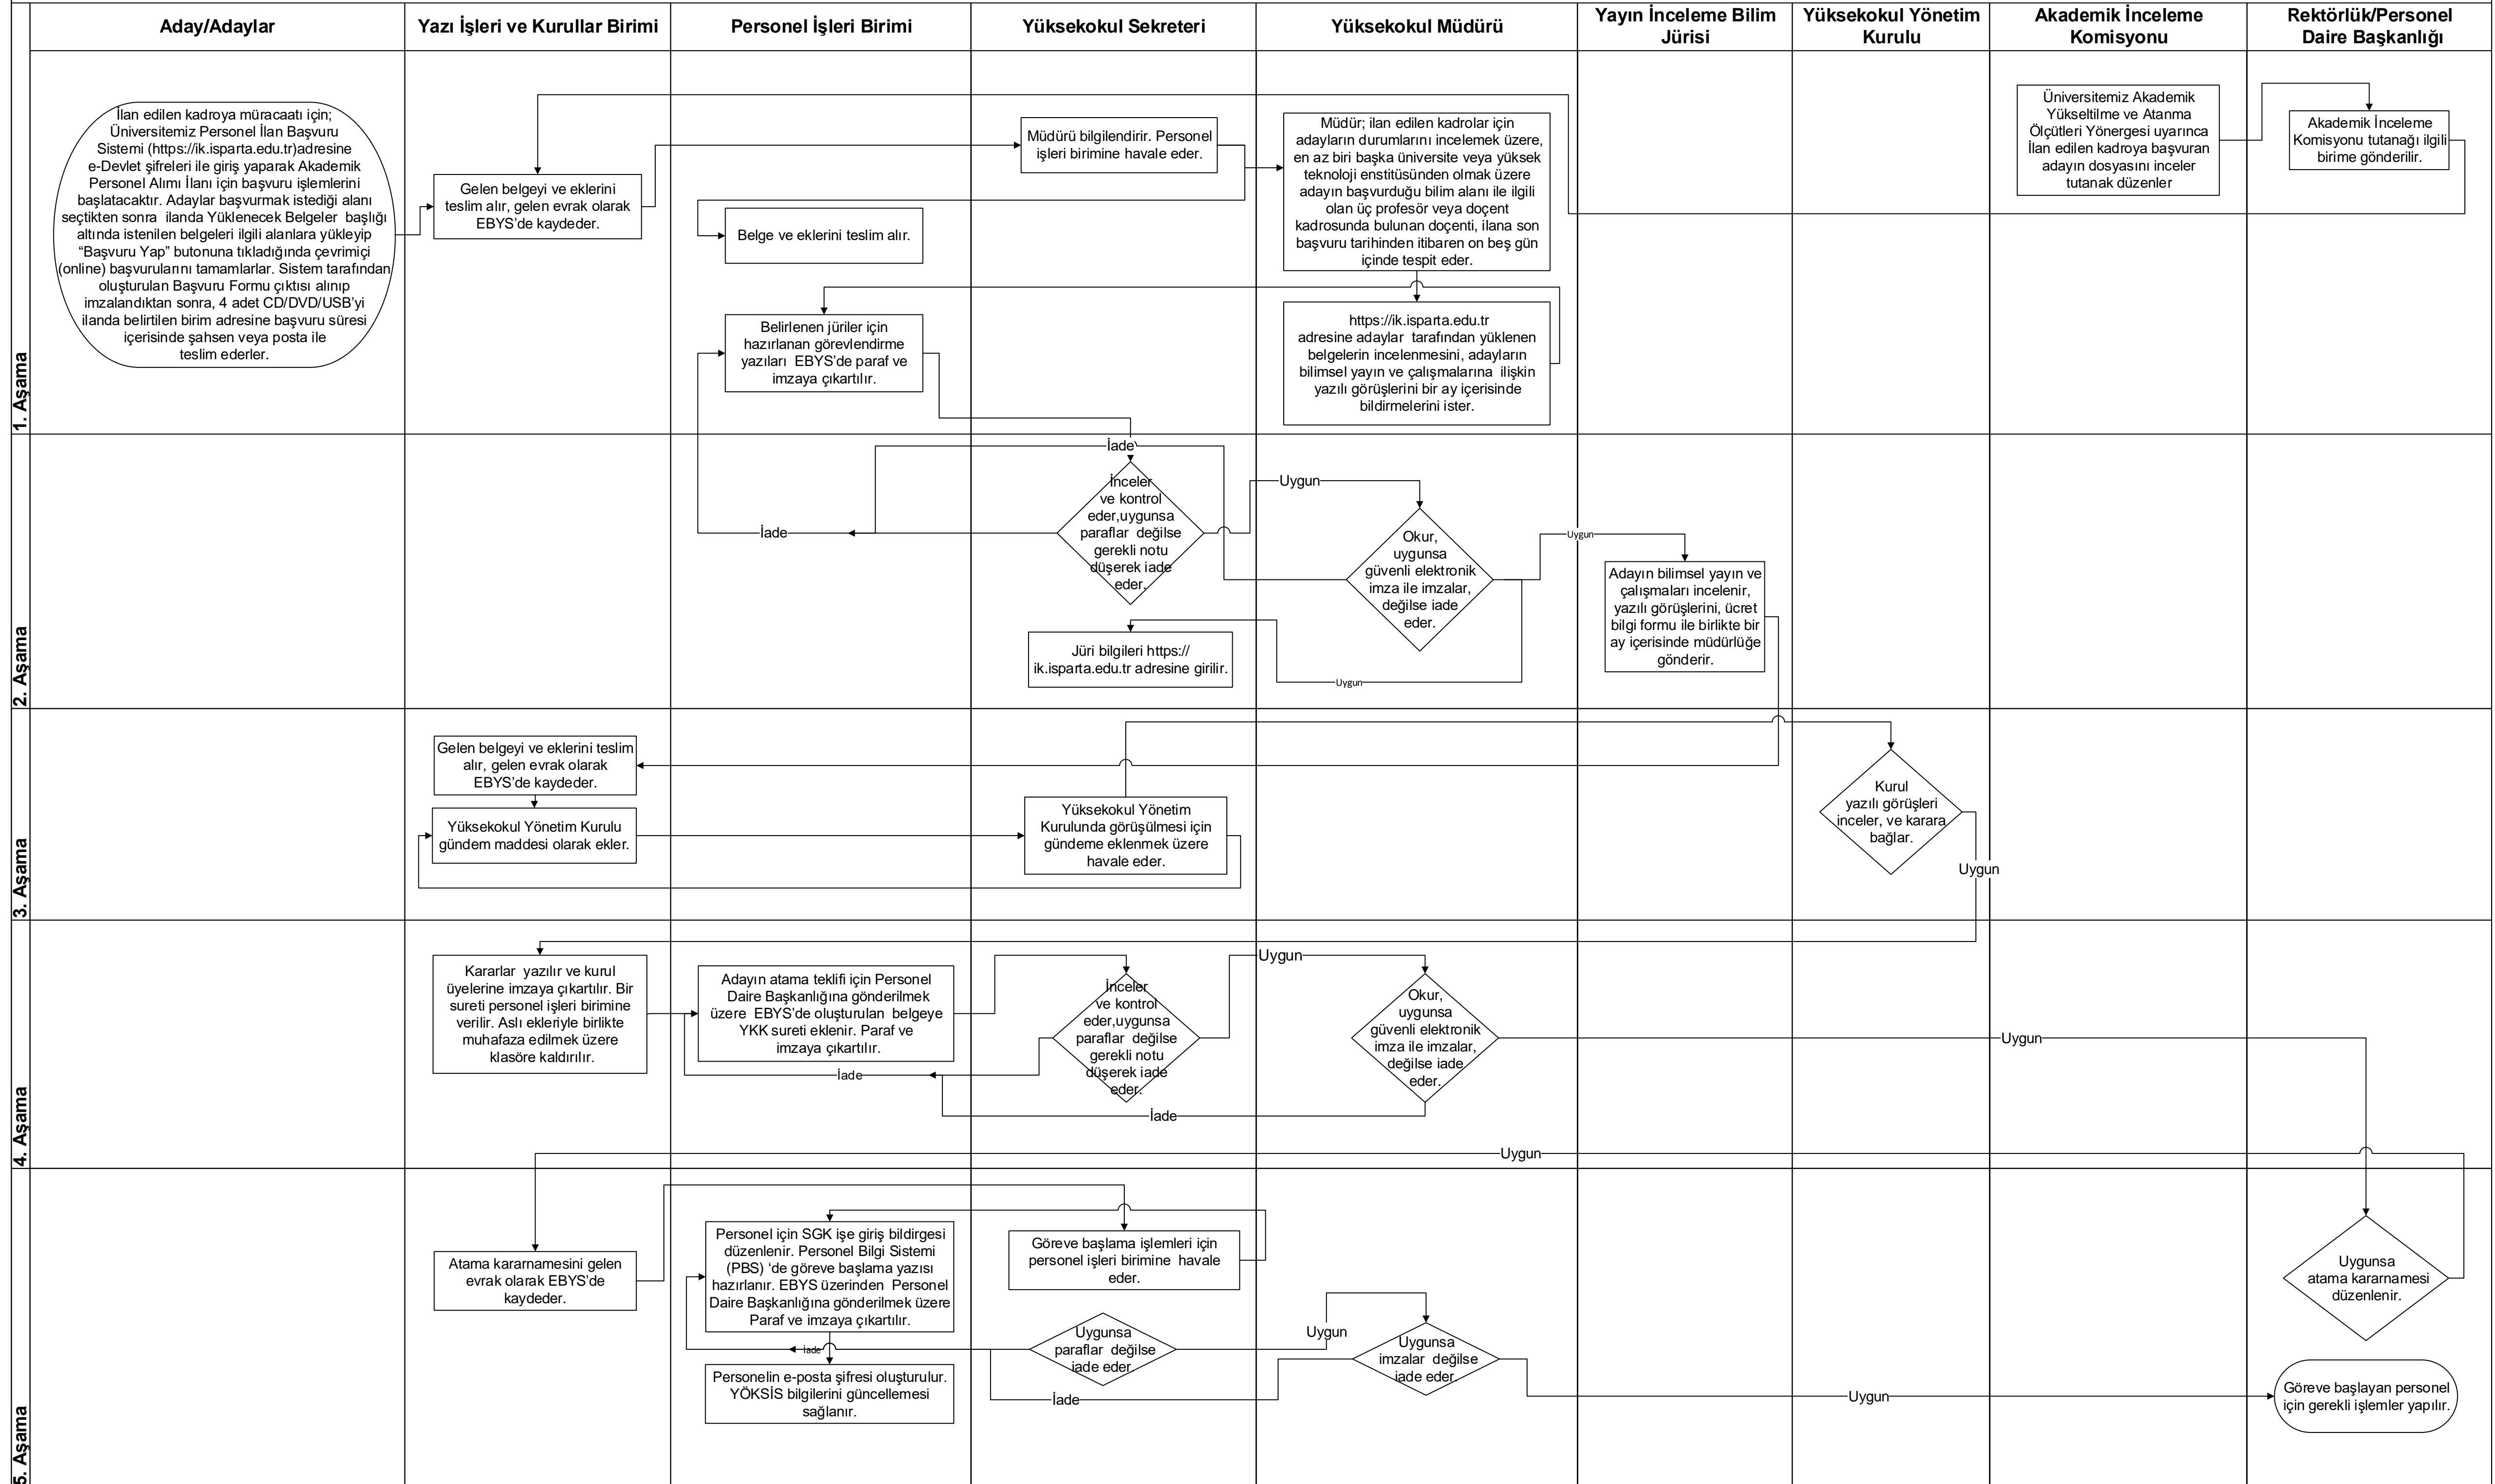 Aday/Adaylar
Yazı İşleri ve Kurullar Birimi
Personel İşleri Birimi
Yüksekokul Sekreteri
Yüksekokul Müdürü
Yayın İnceleme Bilim
Jürisi
Yüksekokul Yönetim
Kurulu
Akademik İnceleme
Komisyonu
Rektörlük/Personel
Daire Başkanlığı
1. Aşama
İlan edilen kadroya müracaatı için;
Üniversitemiz Personel İlan Başvuru
Sistemi (https://ik.isparta.edu.tr)adresine
e-Devlet şifreleri ile giriş yaparak Akademik
Personel Alımı İlanı için başvuru işlemlerini
başlatacaktır. Adaylar başvurmak istediği alanı
seçtikten sonra ilanda Yüklenecek Belgeler başlığı
altında istenilen belgeleri ilgili alanlara yükleyip
“Başvuru Yap” butonuna tıkladığında çevrimiçi
(online) başvurularını tamamlarlar. Sistem tarafından
oluşturulan Başvuru Formu çıktısı alınıp
imzalandıktan sonra, 4 adet CD/DVD/USB’yi
ilanda belirtilen birim adresine başvuru süresi
içerisinde şahsen veya posta ile
teslim ederler.
Gelen belgeyi ve eklerini
teslim alır, gelen evrak olarak
EBYS’de kaydeder.
Müdürü bilgilendirir. Personel
işleri birimine havale eder.
Belge ve eklerini teslim alır.
Müdür; ilan edilen kadrolar için
adayların durumlarını incelemek üzere,
en az biri başka üniversite veya yüksek
teknoloji enstitüsünden olmak üzere
adayın başvurduğu bilim alanı ile ilgili
olan üç profesör veya doçent
kadrosunda bulunan doçenti, ilana son
başvuru tarihinden itibaren on beş gün
içinde tespit eder.
Üniversitemiz Akademik
Yükseltilme ve Atanma
Ölçütleri Yönergesi uyarınca
İlan edilen kadroya başvuran
adayın dosyasını inceler
tutanak düzenler
Akademik İnceleme
Komisyonu tutanağı ilgili
birime gönderilir.
Belirlenen jüriler için
hazırlanan görevlendirme
yazıları EBYS’de paraf ve
imzaya çıkartılır.
https://ik.isparta.edu.tr
adresine adaylar tarafından yüklenen
belgelerin incelenmesini, adayların
bilimsel yayın ve çalışmalarına ilişkin
yazılı görüşlerini bir ay içerisinde
bildirmelerini ister.
2. Aşama
İade
İade
İnceler
ve kontrol
eder,uygunsa
paraflar değilse
gerekli notu
düşerek iade
eder.
Uygun
Okur,
uygunsa
güvenli elektronik
imza ile imzalar,
değilse iade
eder.
Uygun
Adayın bilimsel yayın ve
çalışmaları incelenir,
yazılı görüşlerini, ücret
bilgi formu ile birlikte bir
ay içerisinde müdürlüğe
gönderir.
Jüri bilgileri https://
ik.isparta.edu.tr adresine girilir.
Uygun
3. Aşama
Gelen belgeyi ve eklerini teslim
alır, gelen evrak olarak
EBYS’de kaydeder.
Yüksekokul Yönetim Kurulu
gündem maddesi olarak ekler.
Yüksekokul Yönetim
Kurulunda görüşülmesi için
gündeme eklenmek üzere
havale eder.
Kurul
yazılı görüşleri
inceler, ve karara
bağlar.
Uygun
4. Aşama
Kararlar yazılır ve kurul
üyelerine imzaya çıkartılır. Bir
sureti personel işleri birimine
verilir. Aslı ekleriyle birlikte
muhafaza edilmek üzere
klasöre kaldırılır.
Adayın atama teklifi için Personel
Daire Başkanlığına gönderilmek
üzere EBYS’de oluşturulan belgeye
YKK sureti eklenir. Paraf ve
imzaya çıkartılır.
İade
İnceler
ve kontrol
eder,uygunsa
paraflar değilse
gerekli notu
düşerek iade
eder.
Uygun
Okur,
uygunsa
güvenli elektronik
imza ile imzalar,
değilse iade
eder.
Uygun
İade
Uygun
5. Aşama
Atama kararnamesini gelen
evrak olarak EBYS’de
kaydeder.
Personel için SGK işe giriş bildirgesi
düzenlenir. Personel Bilgi Sistemi
(PBS) ‘de göreve başlama yazısı
hazırlanır. EBYS üzerinden Personel
Daire Başkanlığına gönderilmek üzere
Paraf ve imzaya çıkartılır.
Göreve başlama işlemleri için
personel işleri birimine havale
eder.
Uygunsa
atama kararnamesi
düzenlenir.
İade
Uygunsa
paraflar değilse
iade eder.
Uygun
Uygunsa
imzalar değilse
iade eder.
Personelin e-posta şifresi oluşturulur.
YÖKSİS bilgilerini güncellemesi
sağlanır.
İade
Uygun
Göreve başlayan personel
için gerekli işlemler yapılır.